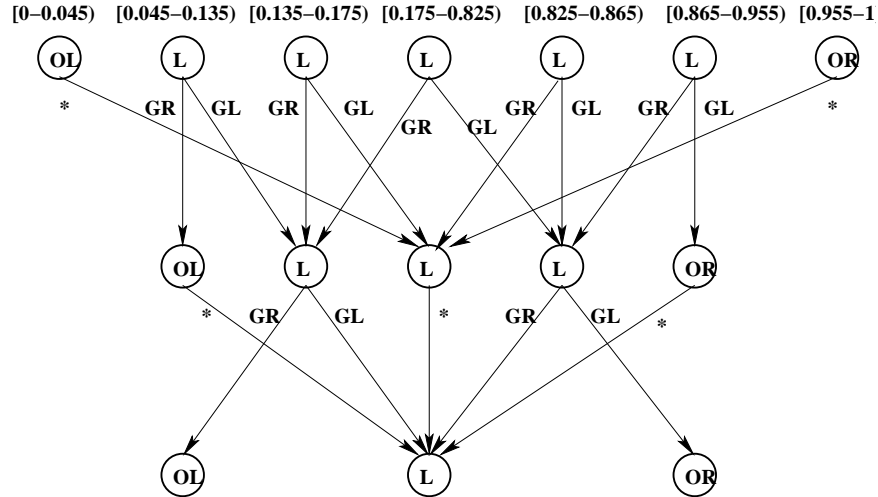 [0−0.045) [0.045−0.135) [0.135−0.175) [0.175−0.825) [0.825−0.865) [0.865−0.955) [0.955−1]
OL L L L L L OR
* GR GL GR GL GR GL GR GL GR GL *
OL L L L OR
* GR GL * GR GL *
OL L OR